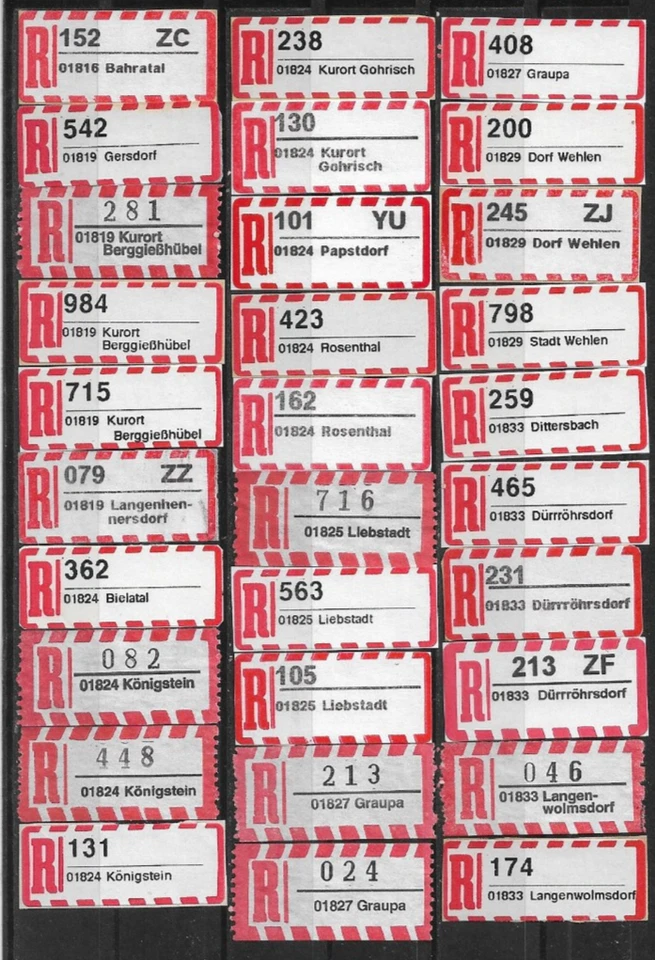 R 152 ZC
01816 Bahratal
R 542
01819 Gersdorf
R 281
01819 Kurort
Berggießhübel
R 984
01819 Kurort
Berggießhübel
R 715
01819 Kurort
Berggießhübel
R 079 ZZ
01819 Langenhen-
nersdorf
R 362
01824 Bielatal
R 082
01824 Königstein
R 448
01824 Königstein
R 131
01824 Königstein
R 238
01824 Kurort Gohrisch
R 130
01824 Kurort
Gohrisch
R 101 YU
01824 Papstdorf
R 423
01824 Rosenthal
R 162
01824 Rosenthal
R 716
01825 Liebstadt
R 563
01825 Liebstadt
R 105
01825 Liebstadt
R 213
01827 Graupa
R 024
01827 Graupa
R 408
01827 Graupa
R 200
01829 Dorf Wehlen
R 245 ZJ
01829 Dorf Wehlen
R 798
01829 Stadt Wehlen
R 259
01833 Dittersbach
R 465
01833 Dürrröhrsdorf
R 231
01833 Dürrröhrsdorf
R 213 ZF
01833 Dürrröhrsdorf
R 046
01833 Langen-
wolmsdorf
R 174
01833 Langenwolmsdorf